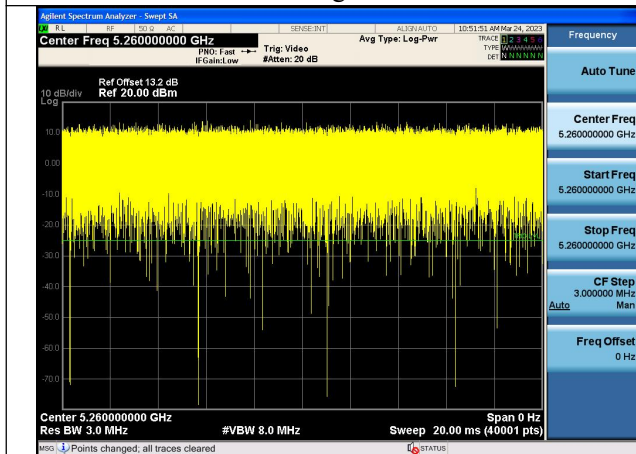 Agilent Spectrum Analyzer - Swept SA
RL RF 50 Ω AC SENSE:INT ALIGNAUTO 10:51:51 AM Mar 24, 2023
Center Freq 5.260000000 GHz
PNO: Fast
IFGain:Low
Trig: Video
#Atten: 20 dB
Avg Type: Log-Pwr
TRACE 1 2 3 4 5 6
TYPE
DET N N N N N N
Ref Offset 13.2 dB
10 dB/div Ref 20.00 dBm
Log
10.0
0.00
-10.0
-20.0
-30.0
-40.0
-50.0
-60.0
-70.0
Center 5.260000000 GHz Span 0 Hz
Res BW 3.0 MHz #VBW 8.0 MHz Sweep 20.00 ms (40001 pts)
MSG Points changed; all traces cleared STATUS
Frequency
Auto Tune
Center Freq
5.260000000 GHz
Start Freq
5.260000000 GHz
Stop Freq
5.260000000 GHz
CF Step
3.000000 MHz
Auto Man
Freq Offset
0 Hz